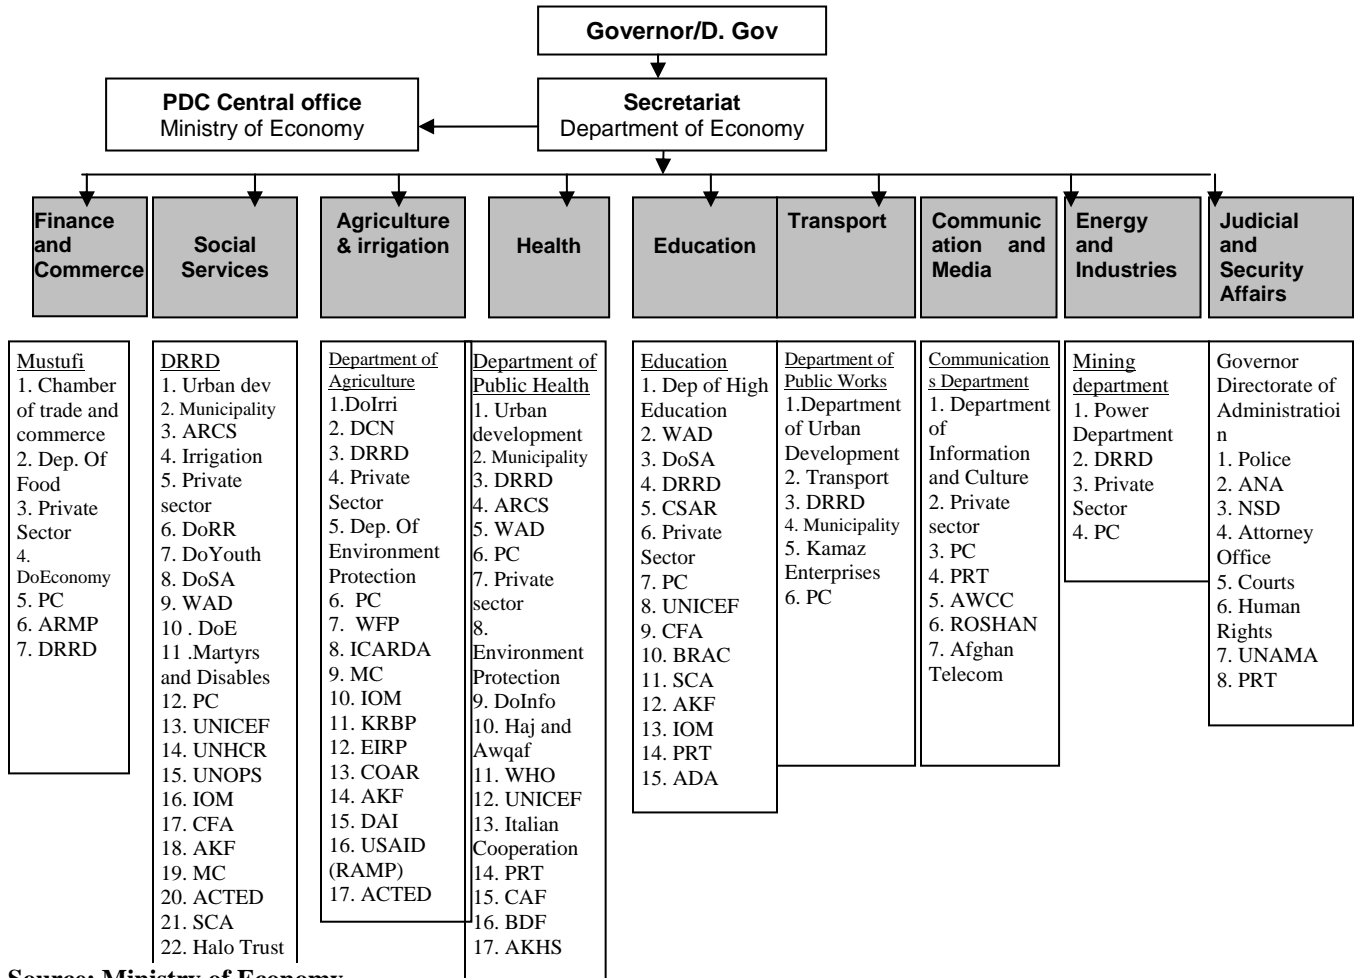 Governor/D. Gov
PDC Central office
Ministry of Economy
Secretariat
Department of Economy
Finance
and
Commerce
Social
Services
Agriculture
& irrigation
Health
Education
Transport
Communic
ation and
Media
Energy
and
Industries
Judicial
and
Security
Affairs
Mustufi
1. Chamber
of trade and
commerce
2. Dep. Of
Food
3. Private
Sector
4.
DoEconomy
5. PC
6. ARMP
7. DRRD
DRRD
1. Urban dev
2. Municipality
3. ARCS
4. Irrigation
5. Private
sector
6. DoRR
7. DoYouth
8. DoSA
9. WAD
10 . DoE
11 .Martyrs
and Disables
12. PC
13. UNICEF
14. UNHCR
15. UNOPS
16. IOM
17. CFA
18. AKF
19. MC
20. ACTED
21. SCA
22. Halo Trust
Department of
Agriculture
1.DoIrri
2. DCN
3. DRRD
4. Private
Sector
5. Dep. Of
Environment
Protection
6. PC
7. WFP
8. ICARDA
9. MC
10. IOM
11. KRBP
12. EIRP
13. COAR
14. AKF
15. DAI
16. USAID
(RAMP)
17. ACTED
Department of
Public Health
1. Urban
development
2. Municipality
3. DRRD
4. ARCS
5. WAD
6. PC
7. Private
sector
8.
Environment
Protection
9. DoInfo
10. Haj and
Awqaf
11. WHO
12. UNICEF
13. Italian
Cooperation
14. PRT
15. CAF
16. BDF
17. AKHS
Education
1. Dep of High
Education
2. WAD
3. DoSA
4. DRRD
5. CSAR
6. Private
Sector
7. PC
8. UNICEF
9. CFA
10. BRAC
11. SCA
12. AKF
13. IOM
14. PRT
15. ADA
Department of
Public Works
1.Department
of Urban
Development
2. Transport
3. DRRD
4. Municipality
5. Kamaz
Enterprises
6. PC
Communication
s Department
1. Department
of
Information
and Culture
2. Private
sector
3. PC
4. PRT
5. AWCC
6. ROSHAN
7. Afghan
Telecom
Mining
department
1. Power
Department
2. DRRD
3. Private
Sector
4. PC
Governor
Directorate of
Administratioi
n
1. Police
2. ANA
3. NSD
4. Attorney
Office
5. Courts
6. Human
Rights
7. UNAMA
8. PRT
Source: Ministry of Economy